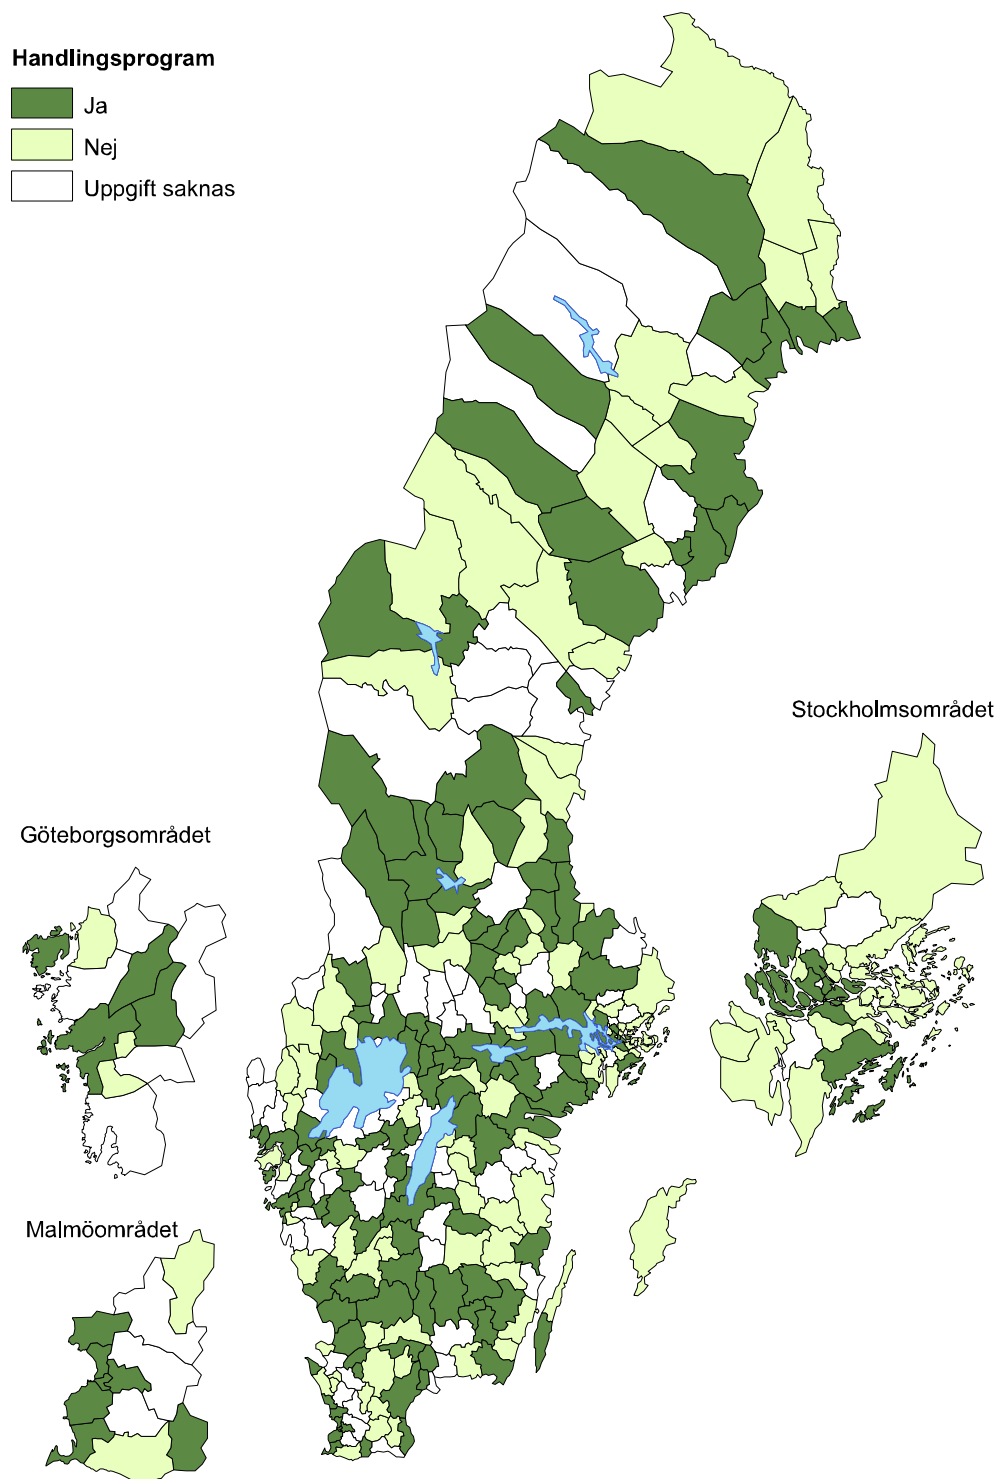 Handlingsprogram
Ja
Nej
Uppgift saknas
Stockholmsområdet
Göteborgsområdet
Malmöområdet